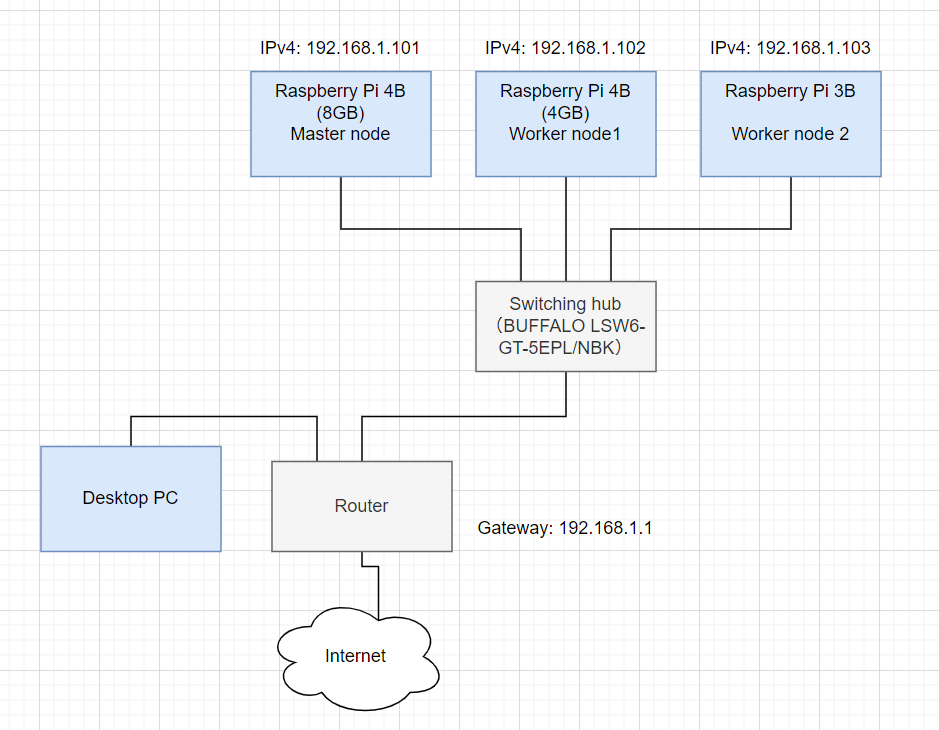 IPv4: 192.168.1.101
IPv4: 192.168.1.102
IPv4: 192.168.1.103
Raspberry Pi 4B
(8GB)
Master node
Raspberry Pi 4B
(4GB)
Worker node1
Raspberry Pi 3B
Worker node 2
Switching hub
（BUFFALO LSW6-
GT-5EPL/NBK）
Desktop PC
Router
Gateway: 192.168.1.1
Internet